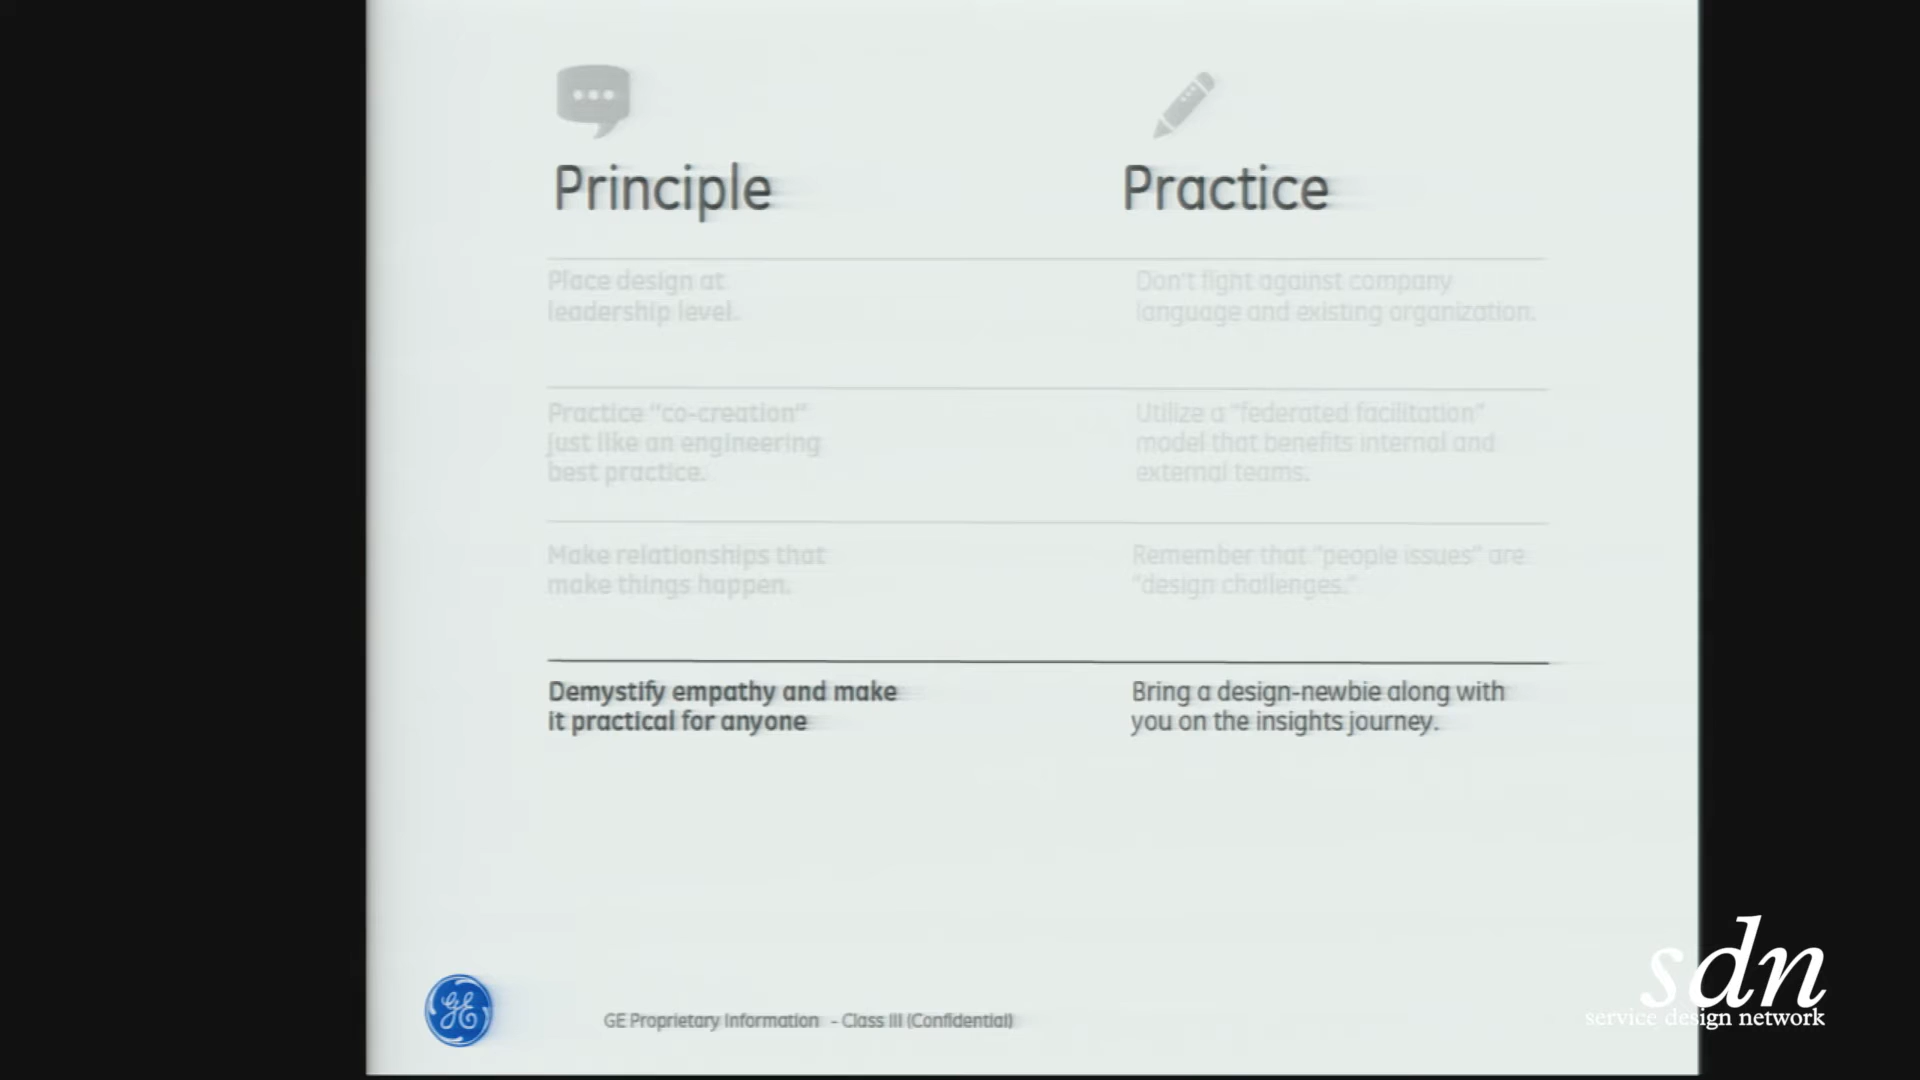 Principle
Practice
Place design at
leadership level.
Don't fight against company
language and existing organization.
Practice "co-creation"
just like an engineering
best practice.
Utilize a "federated facilitation"
model that benefits internal and
external teams.
Make relationships that
make things happen.
Remember that "people issues" are
"design challenges."
Demystify empathy and make
it practical for anyone
Bring a design-newbie along with
you on the insights journey.
GE
GE Proprietary Information - Class III (Confidential)
sdn
service design network